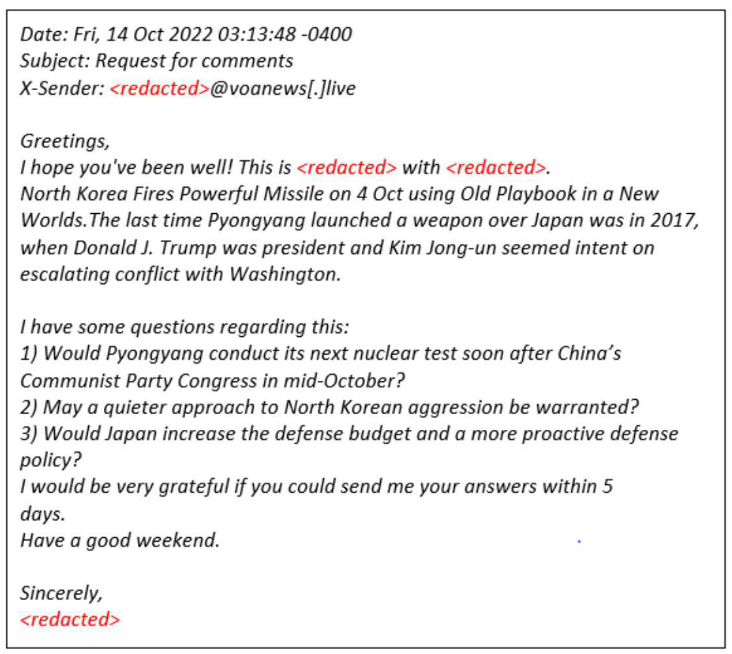 Date: Fri, 14 Oct 2022 03:13:48 -0400
Subject: Request for comments
X-Sender: <redacted>@voanews[.]live
Greetings,
I hope you've been well! This is <redacted> with <redacted>.
North Korea Fires Powerful Missile on 4 Oct using Old Playbook in a New
Worlds.The last time Pyongyang launched a weapon over Japan was in 2017,
when Donald J. Trump was president and Kim Jong-un seemed intent on
escalating conflict with Washington.
I have some questions regarding this:
1) Would Pyongyang conduct its next nuclear test soon after China’s
Communist Party Congress in mid-October?
2) May a quieter approach to North Korean aggression be warranted?
3) Would Japan increase the defense budget and a more proactive defense
policy?
I would be very grateful if you could send me your answers within 5
days.
Have a good weekend.
Sincerely,
<redacted>